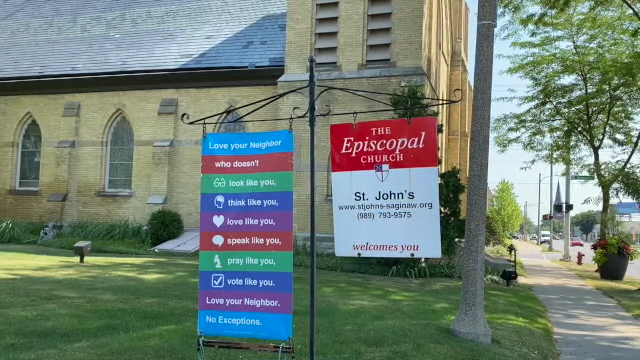 Love your Neighbor
who doesn't
look like you,
think like you,
love like you,
speak like you,
pray like you,
vote like you.
Love your Neighbor.
No Exceptions.
THE
Episcopal
CHURCH
St. John's
www.stjohns-saginaw.org
(989) 793-9575
welcomes you